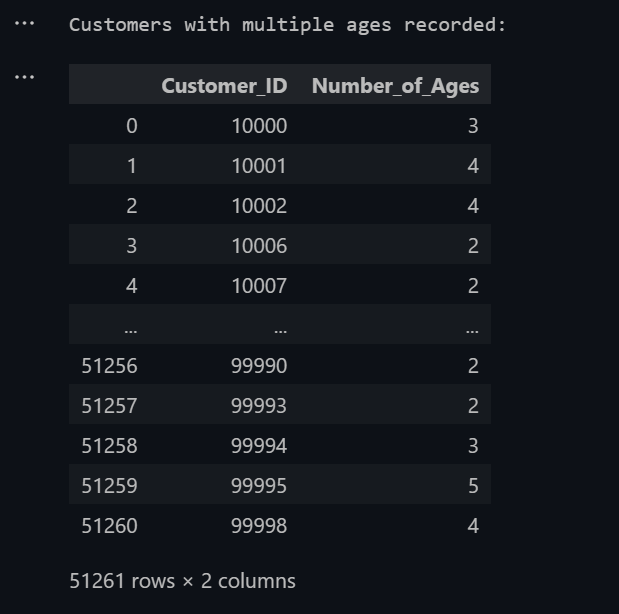 ... Customers with multiple ages recorded:
...
Customer_ID Number_of_Ages
0 10000 3
1 10001 4
2 10002 4
3 10006 2
4 10007 2
... ... ...
51256 99990 2
51257 99993 2
51258 99994 3
51259 99995 5
51260 99998 4
51261 rows × 2 columns